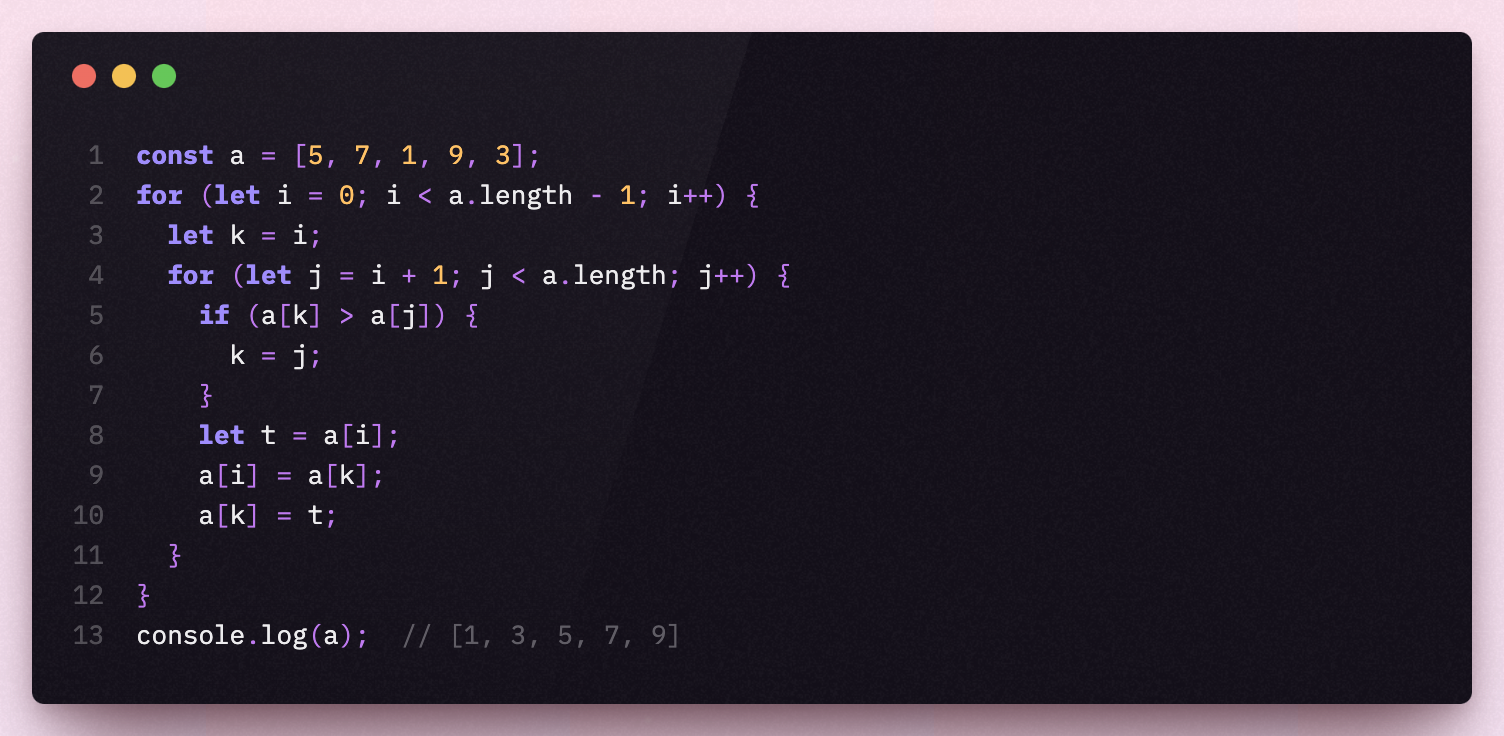 1 const a = [5, 7, 1, 9, 3];
2 for (let i = 0; i < a.length - 1; i++) {
3   let k = i;
4   for (let j = i + 1; j < a.length; j++) {
5     if (a[k] > a[j]) {
6       k = j;
7     }
8     let t = a[i];
9     a[i] = a[k];
10     a[k] = t;
11   }
12 }
13 console.log(a);  // [1, 3, 5, 7, 9]